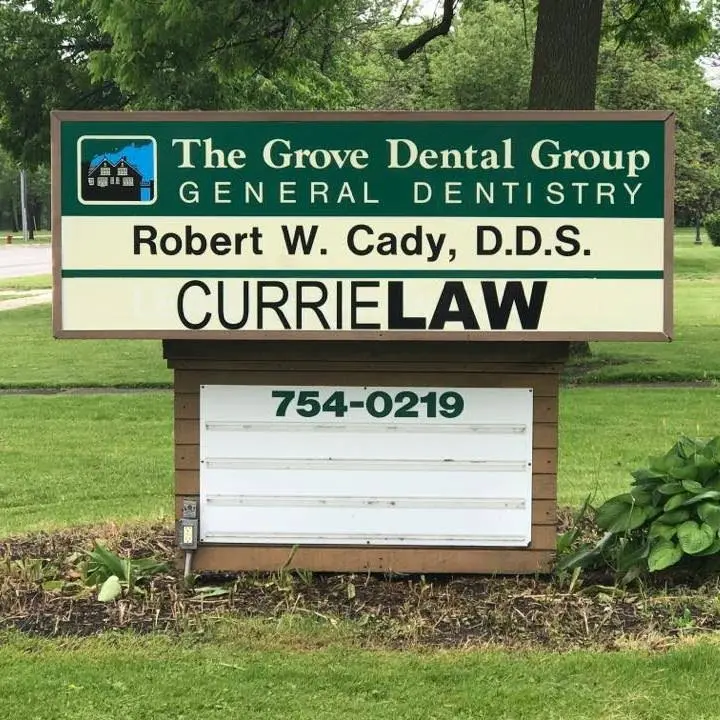 The Grove Dental Group
GENERAL DENTISTRY
Robert W. Cady, D.D.S.
CURRIELAW
754-0219